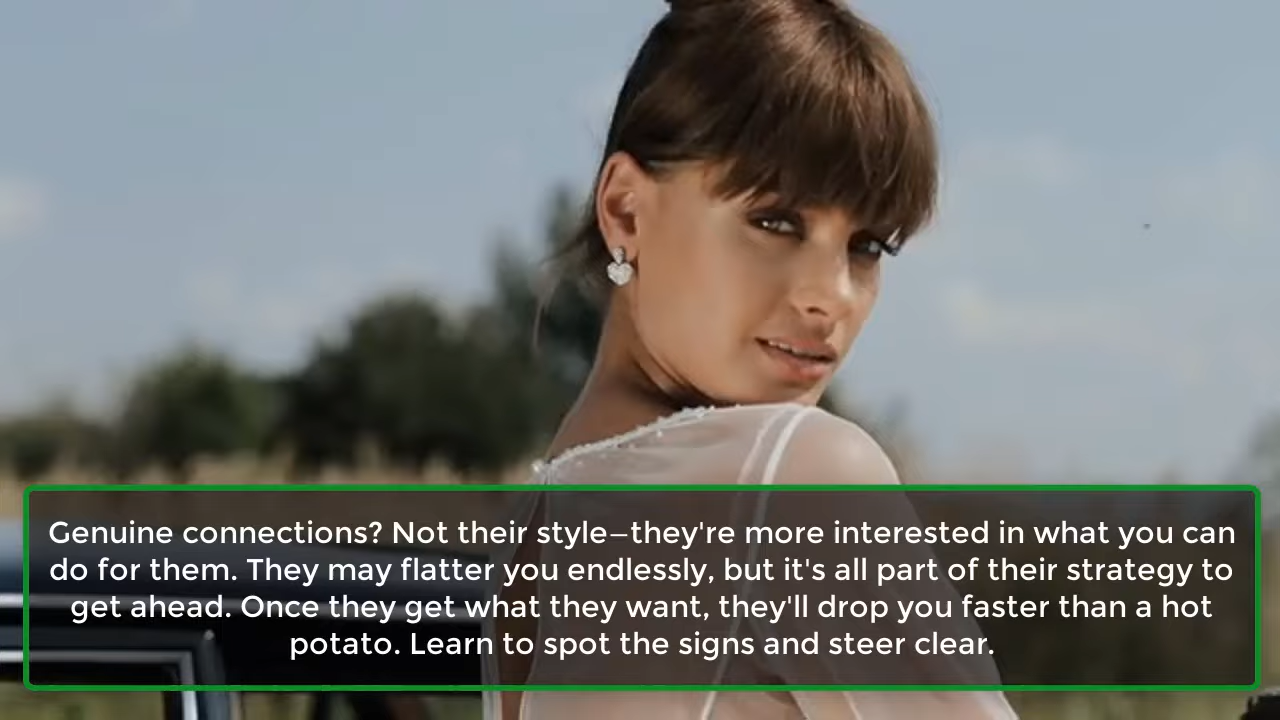 Genuine connections? Not their style—they're more interested in what you can
do for them. They may flatter you endlessly, but it's all part of their strategy to
get ahead. Once they get what they want, they'll drop you faster than a hot
potato. Learn to spot the signs and steer clear.